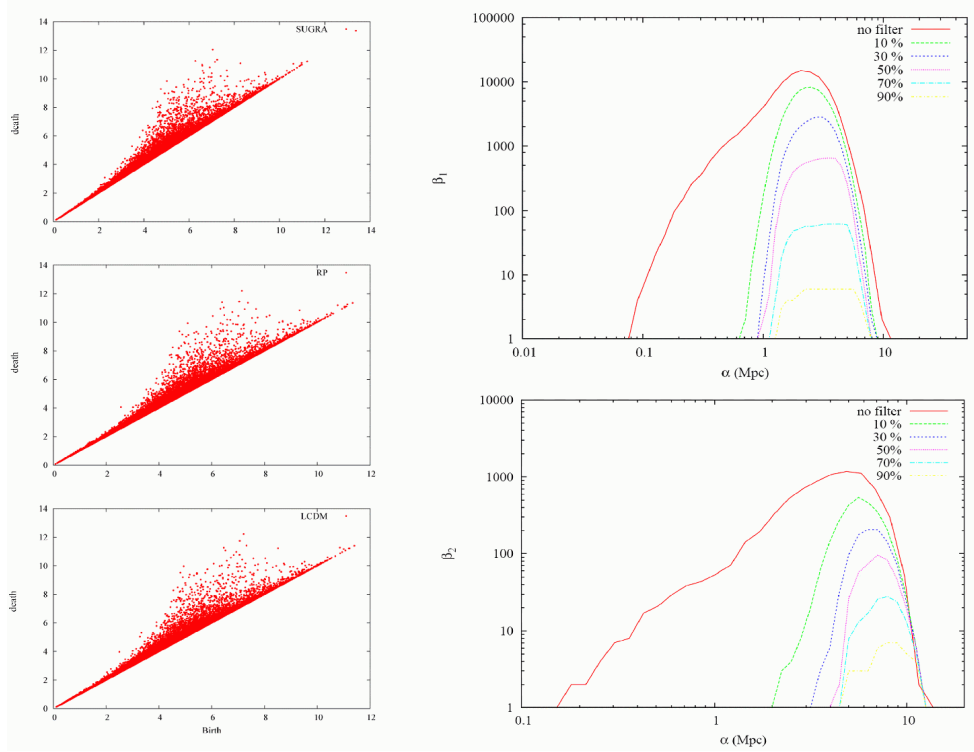 14
12
10
8
6
4
2
0
0 2 4 6 8 10 12 14
death
SUGRA
14
12
10
8
6
4
2
0
0 2 4 6 8 10 12
death
RP
14
12
10
8
6
4
2
0
0 2 4 6 8 10 12
death
Birth
LCDM
100000
10000
1000
100
10
1
0.01 0.1 1 10
β1
α (Mpc)
no filter
10 %
30 %
50%
70%
90%
10000
1000
100
10
1
0.1 1 10
β2
α (Mpc)
no filter
10 %
30 %
50%
70%
90%